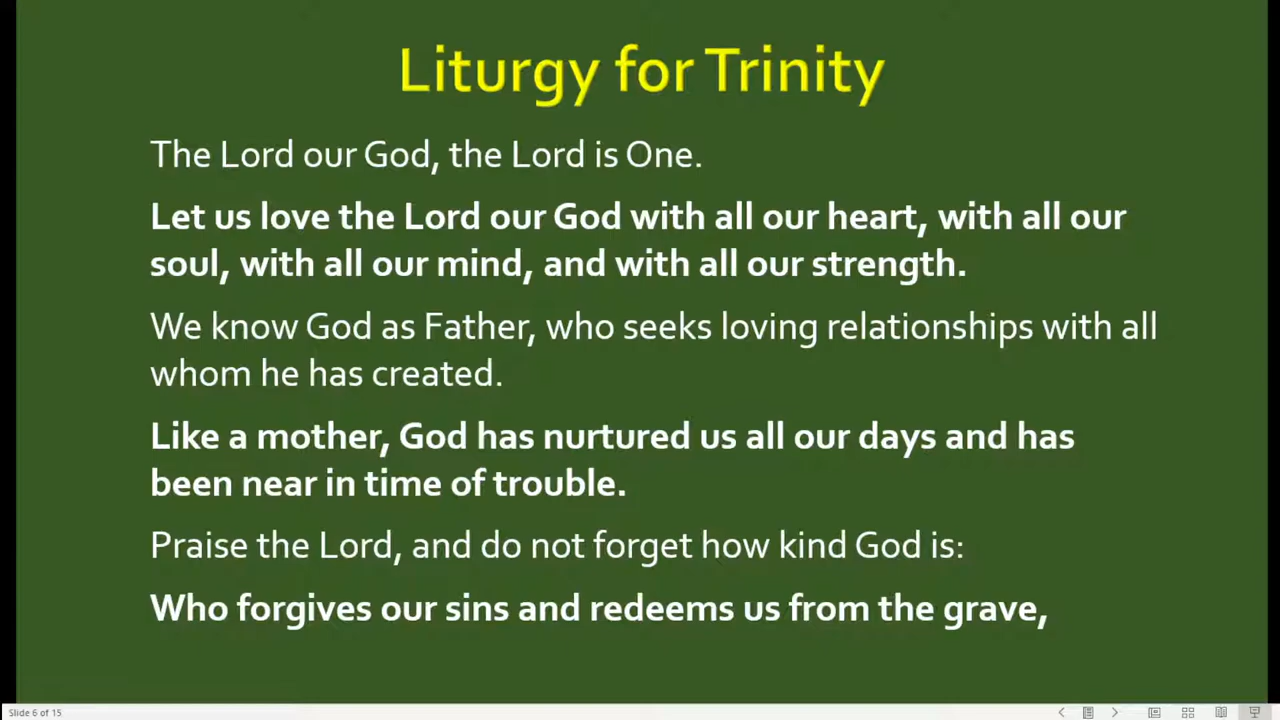 Liturgy for Trinity
The Lord our God, the Lord is One.
Let us love the Lord our God with all our heart, with all our
soul, with all our mind, and with all our strength.
We know God as Father, who seeks loving relationships with all
whom he has created.
Like a mother, God has nurtured us all our days and has
been near in time of trouble.
Praise the Lord, and do not forget how kind God is:
Who forgives our sins and redeems us from the grave,
Slide 6 of 15